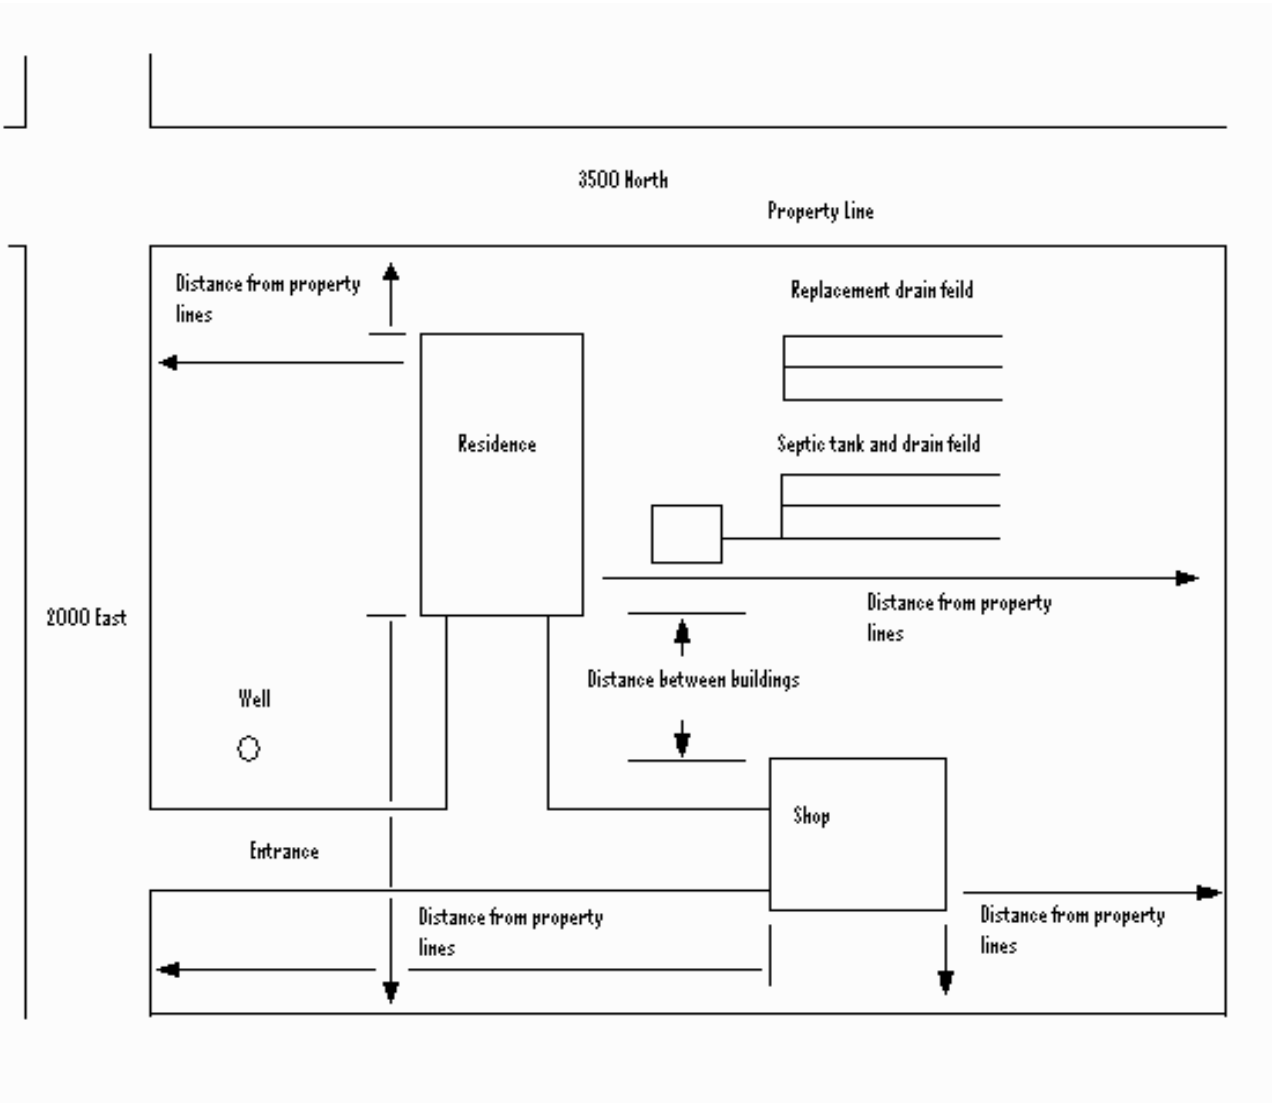 3500 North
Property Line
Distance from property
lines
Replacement drain feild
Residence
Septic tank and drain feild
Distance from property
lines
2000 East
Distance between buildings
Well
Shop
Entrance
Distance from property
lines
Distance from property
lines